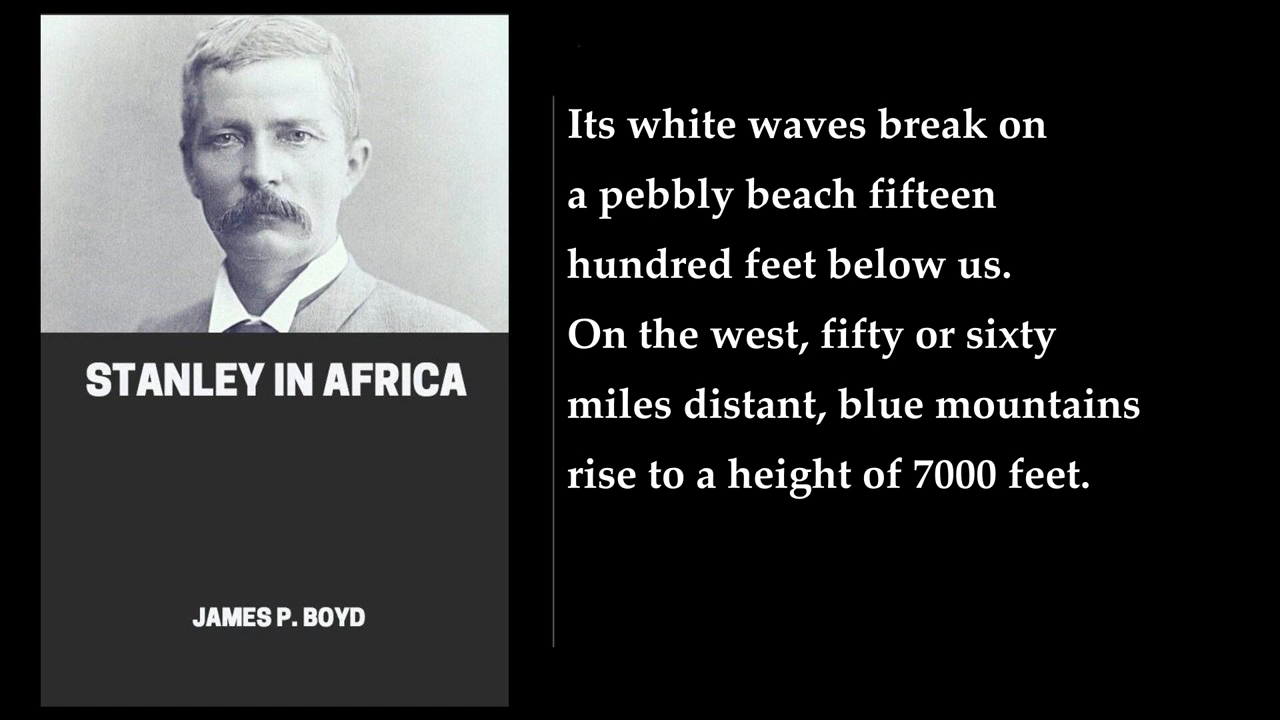 STANLEY IN AFRICA
JAMES P. BOYD
Its white waves break on
a pebbly beach fifteen
hundred feet below us.
On the west, fifty or sixty
miles distant, blue mountains
rise to a height of 7000 feet.